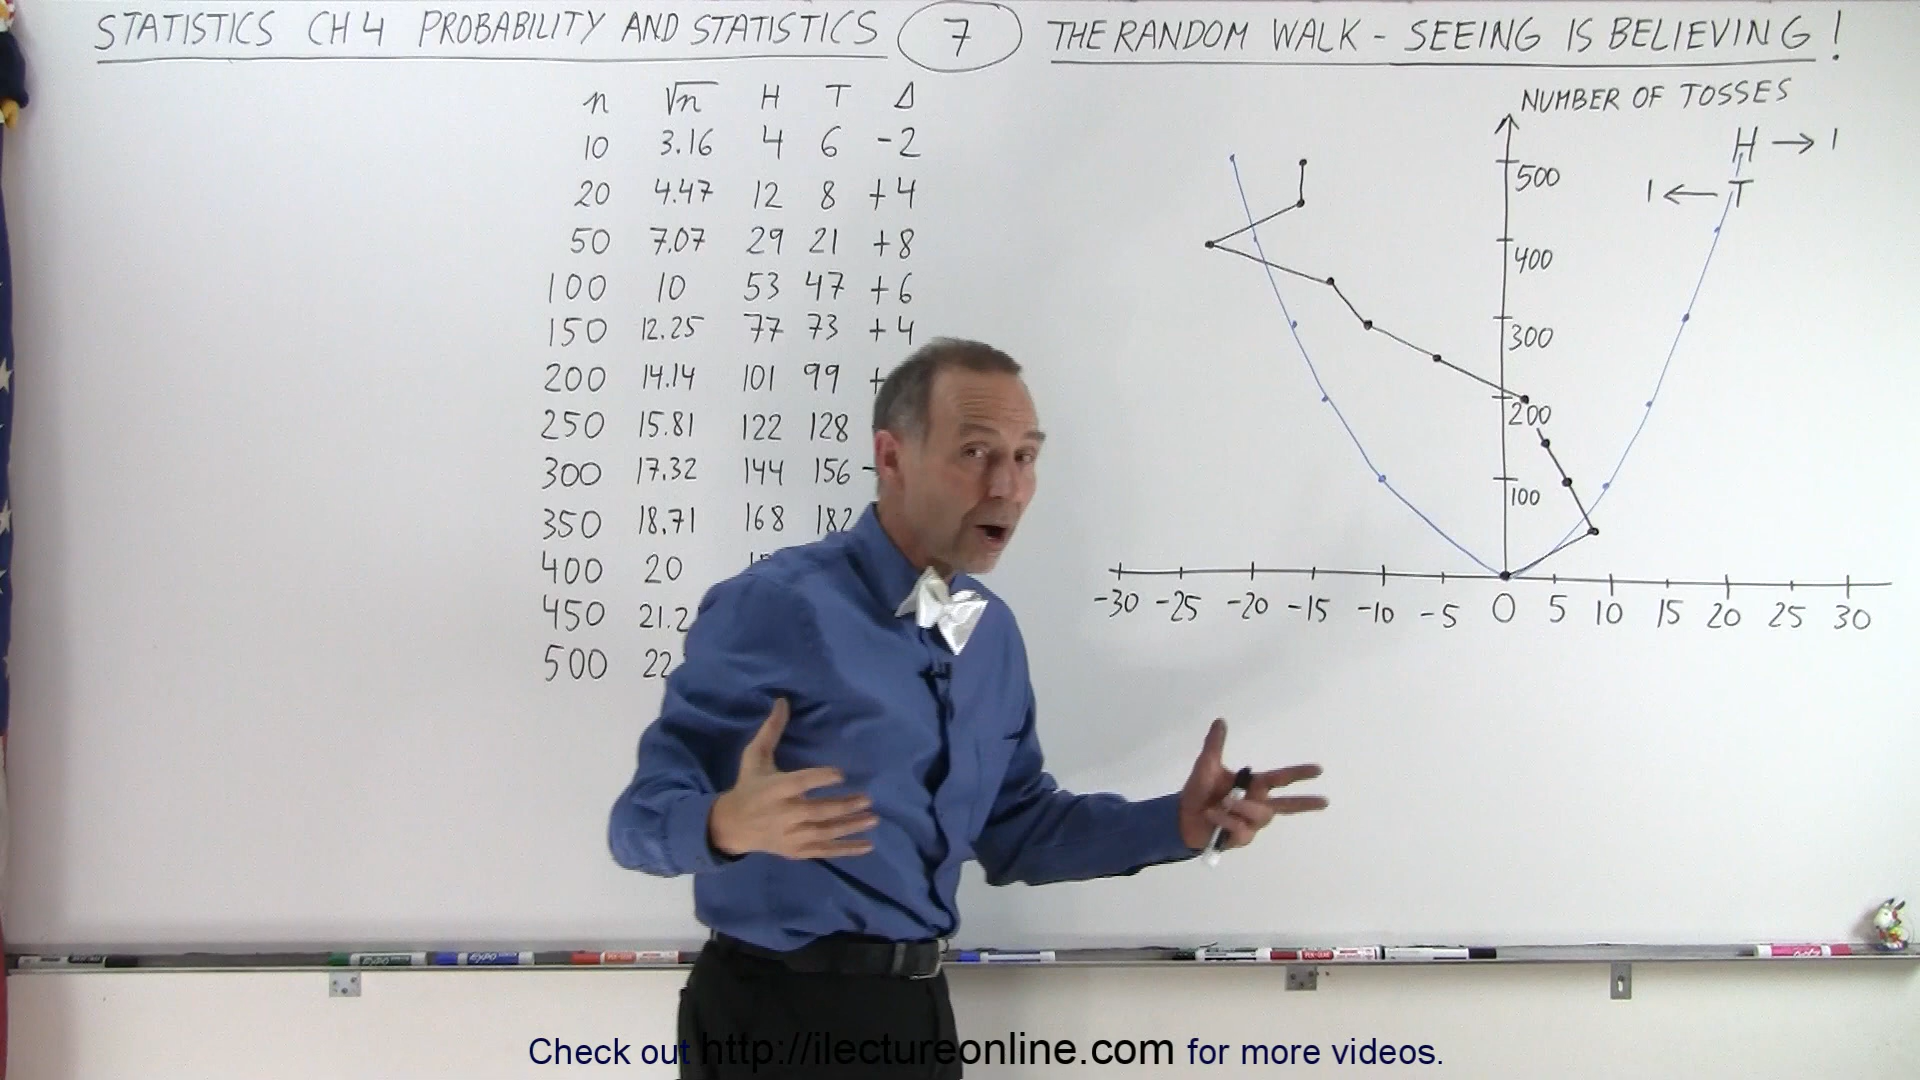 STATISTICS CH 4 PROBABILITY AND STATISTICS 7 THE RANDOM WALK - SEEING IS BELIEVING!
n √n H T Δ
10 3.16 4 6 -2
20 4.47 12 8 +4
50 7.07 29 21 +8
100 10 53 47 +6
150 12.25 77 73 +4
200 14.14 101 99 +
250 15.81 122 128
300 17.32 144 156 -
350 18.71 168 182
400 20
450 21.2
500 22
NUMBER OF TOSSES
H → 1
1 ← T
500
400
300
200
100
-30 -25 -20 -15 -10 -5 0 5 10 15 20 25 30
EXPO
Check out http://ilectureonline.com for more videos.